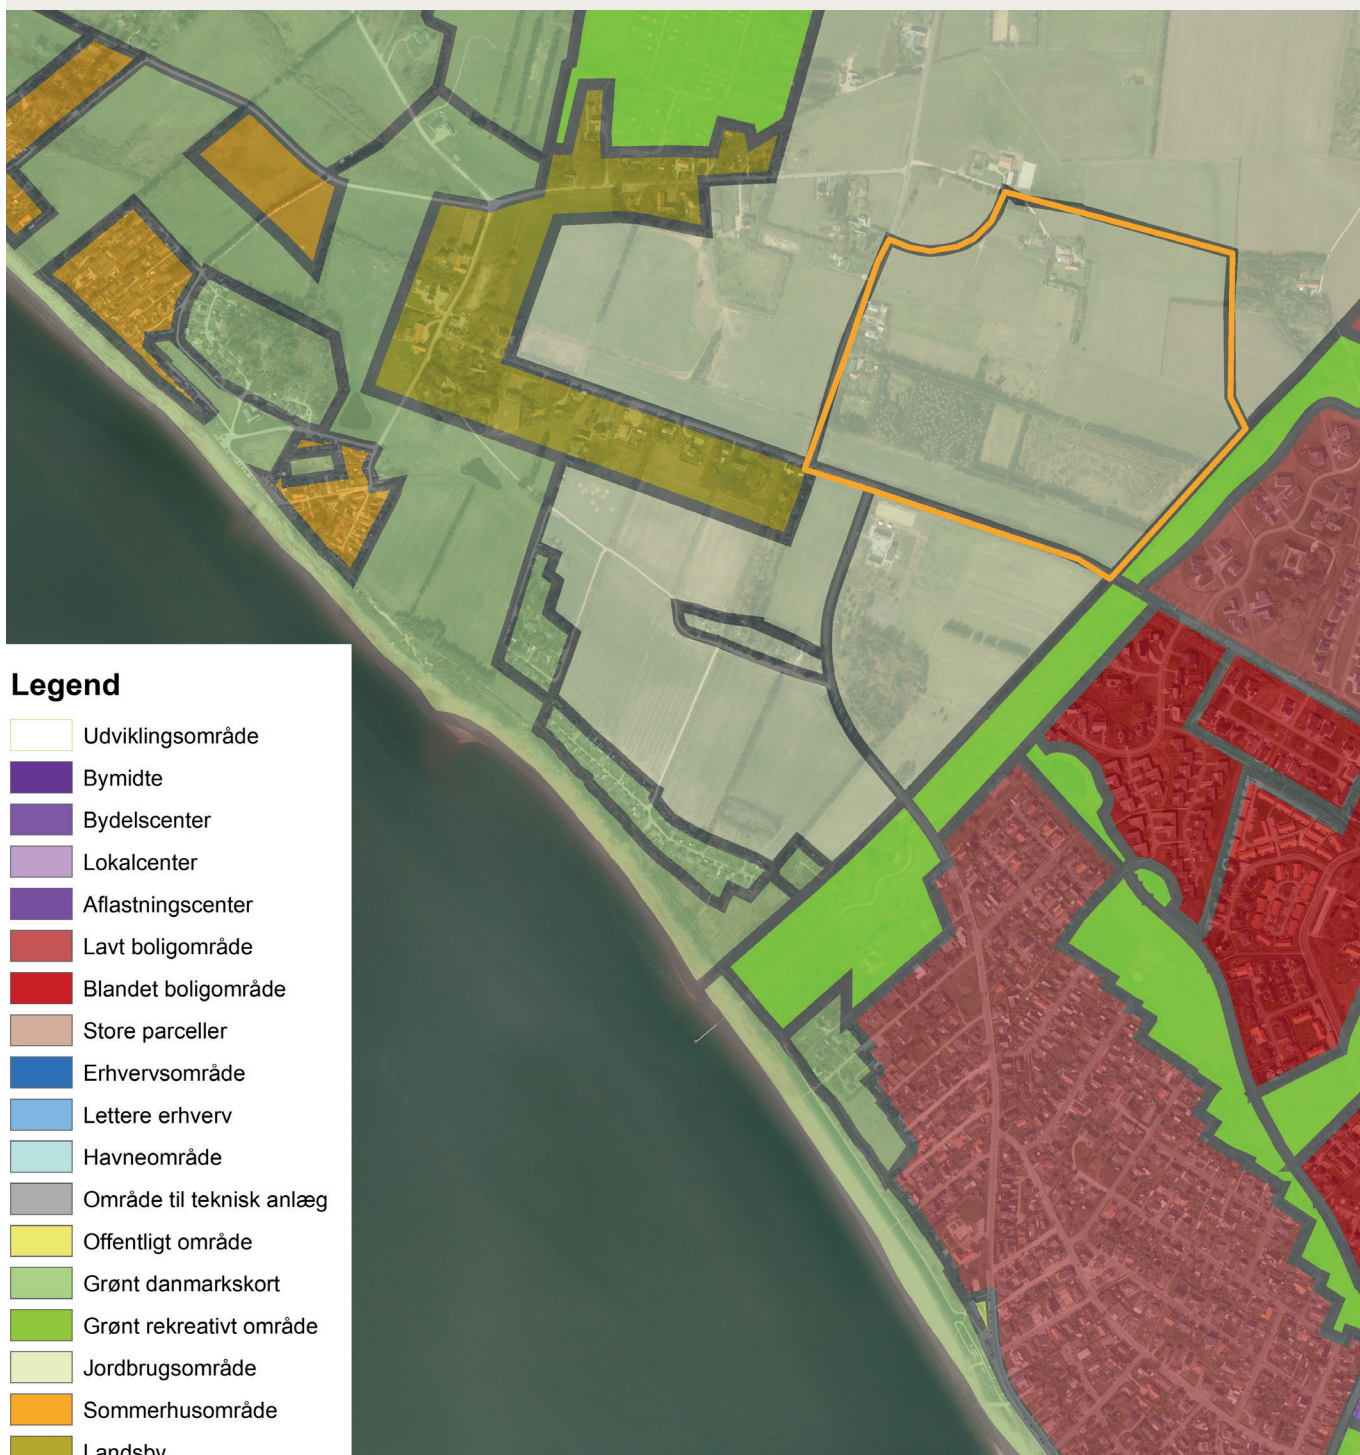 Legend
Udviklingsområde
Bymidte
Bydelscenter
Lokalcenter
Aflastningscenter
Lavt boligområde
Blandet boligområde
Store parceller
Erhvervsområde
Lettere erhverv
Havneområde
Område til teknisk anlæg
Offentligt område
Grønt danmarkskort
Grønt rekreativt område
Jordbrugsområde
Sommerhusområde
Landsby